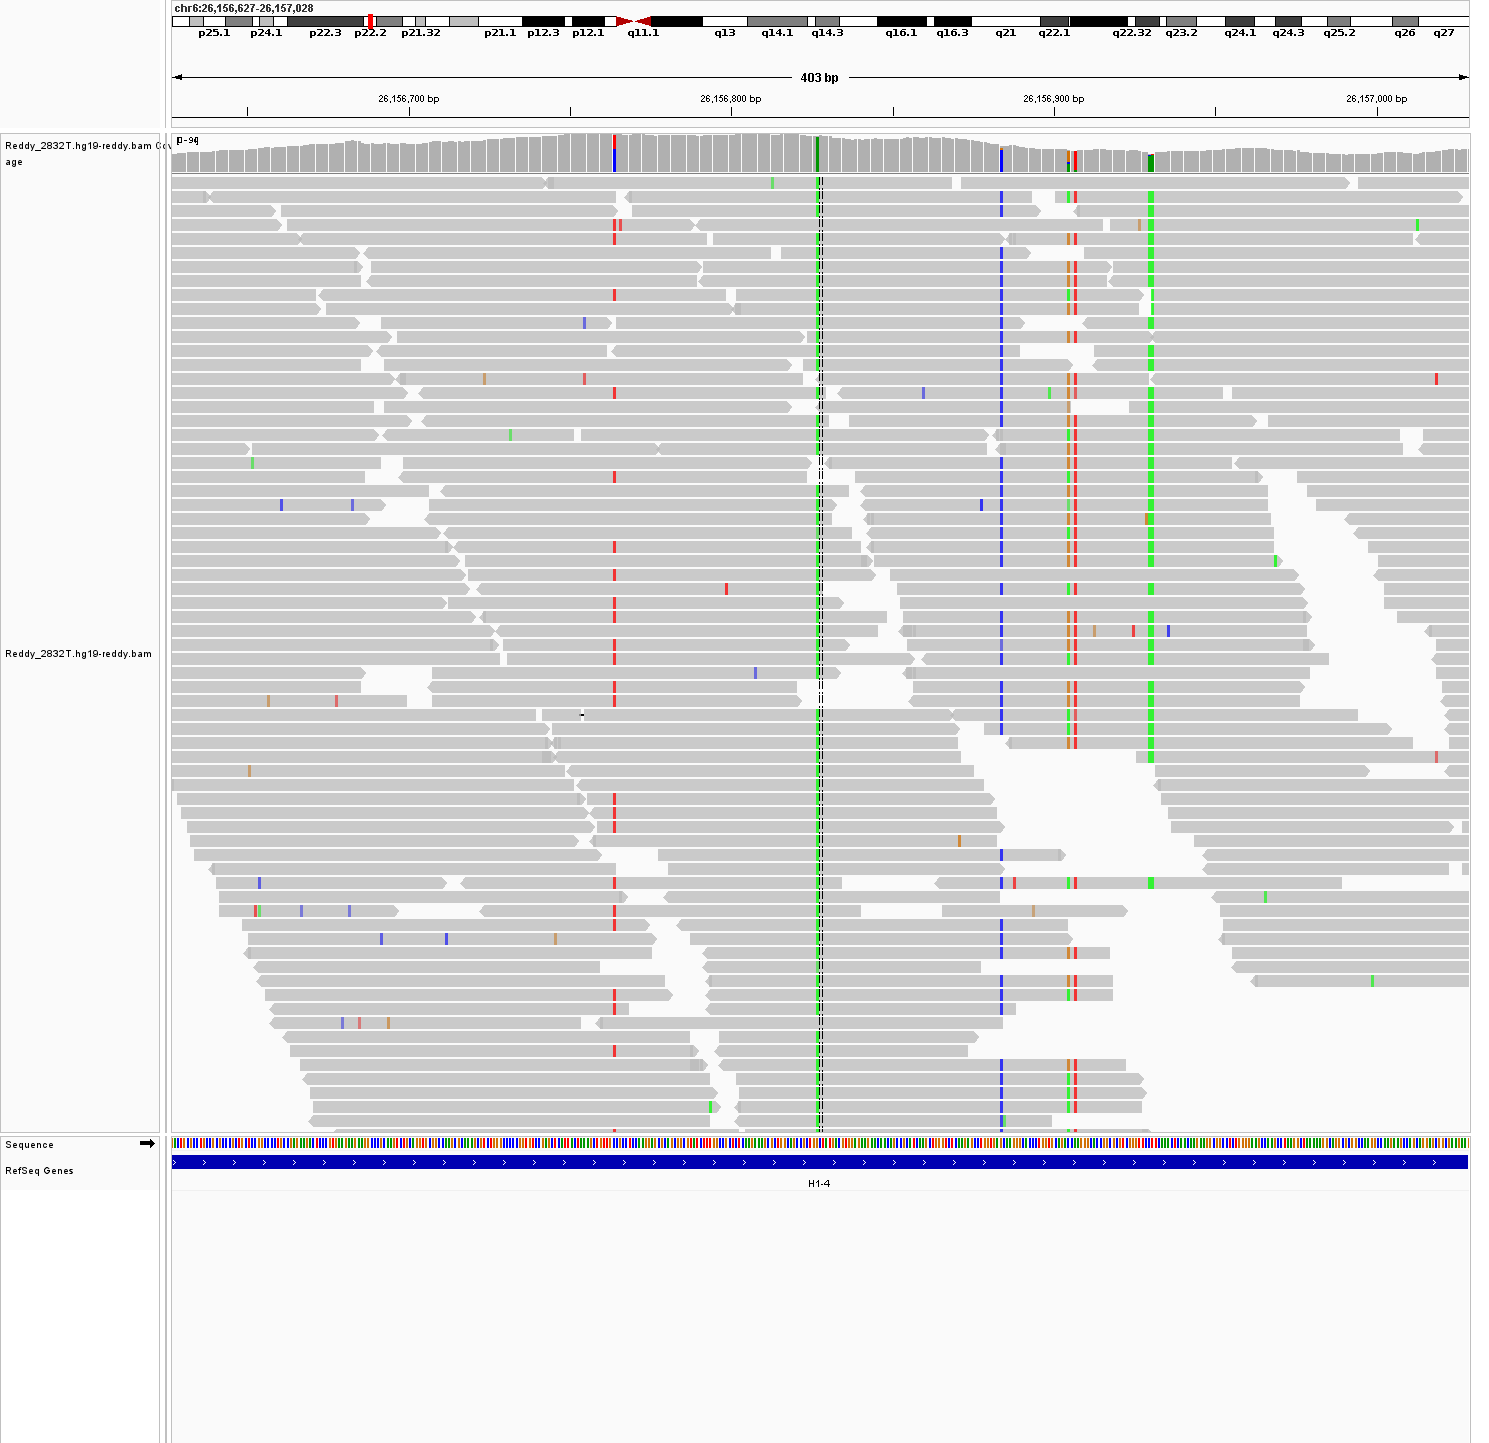 chr6:26,156,627-26,157,028
p25.1 p24.1 p22.3 p22.2 p21.32 p21.1 p12.3 p12.1 q11.1 q13 q14.1 q14.3 q16.1 q16.3 q21 q22.1 q22.32 q23.2 q24.1 q24.3 q25.2 q26 q27
403 bp
26,156,700 bp 26,156,800 bp 26,156,900 bp 26,157,000 bp
[0-94]
Reddy_2832T.hg19-reddy.bam Cov
age
Reddy_2832T.hg19-reddy.bam
Sequence
RefSeq Genes
H1-4